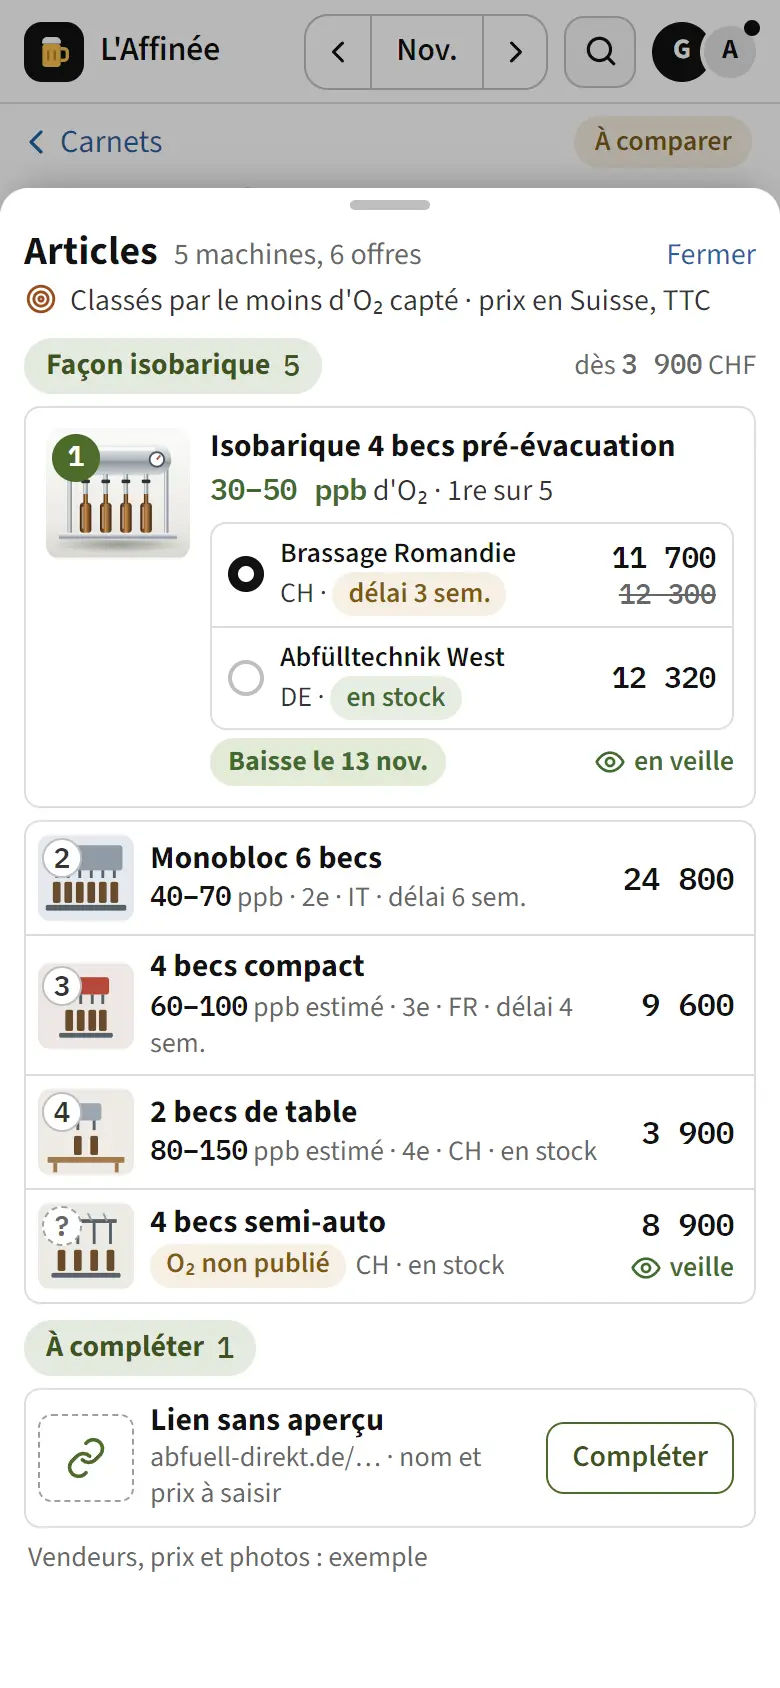 L'Affinée
Nov.
G
A
Carnets
À comparer
Articles 5 machines, 6 offres
Fermer
Classés par le moins d'O₂ capté · prix en Suisse, TTC
Façon isobarique 5
dès 3 900 CHF
1
Isobarique 4 becs pré-évacuation
30–50 ppb d'O₂ · 1re sur 5
Brassage Romandie
11 700
CH · délai 3 sem.
12 300
Abfülltechnik West
12 320
DE · en stock
Baisse le 13 nov.
en veille
2
Monobloc 6 becs
24 800
40–70 ppb · 2e · IT · délai 6 sem.
3
4 becs compact
60–100 ppb estimé · 3e · FR · délai 4
sem.
9 600
4
2 becs de table
80–150 ppb estimé · 4e · CH · en stock
3 900
?
4 becs semi-auto
8 900
O₂ non publié CH · en stock
veille
À compléter 1
Lien sans aperçu
abfuell-direkt.de/… · nom et
prix à saisir
Compléter
Vendeurs, prix et photos : exemple